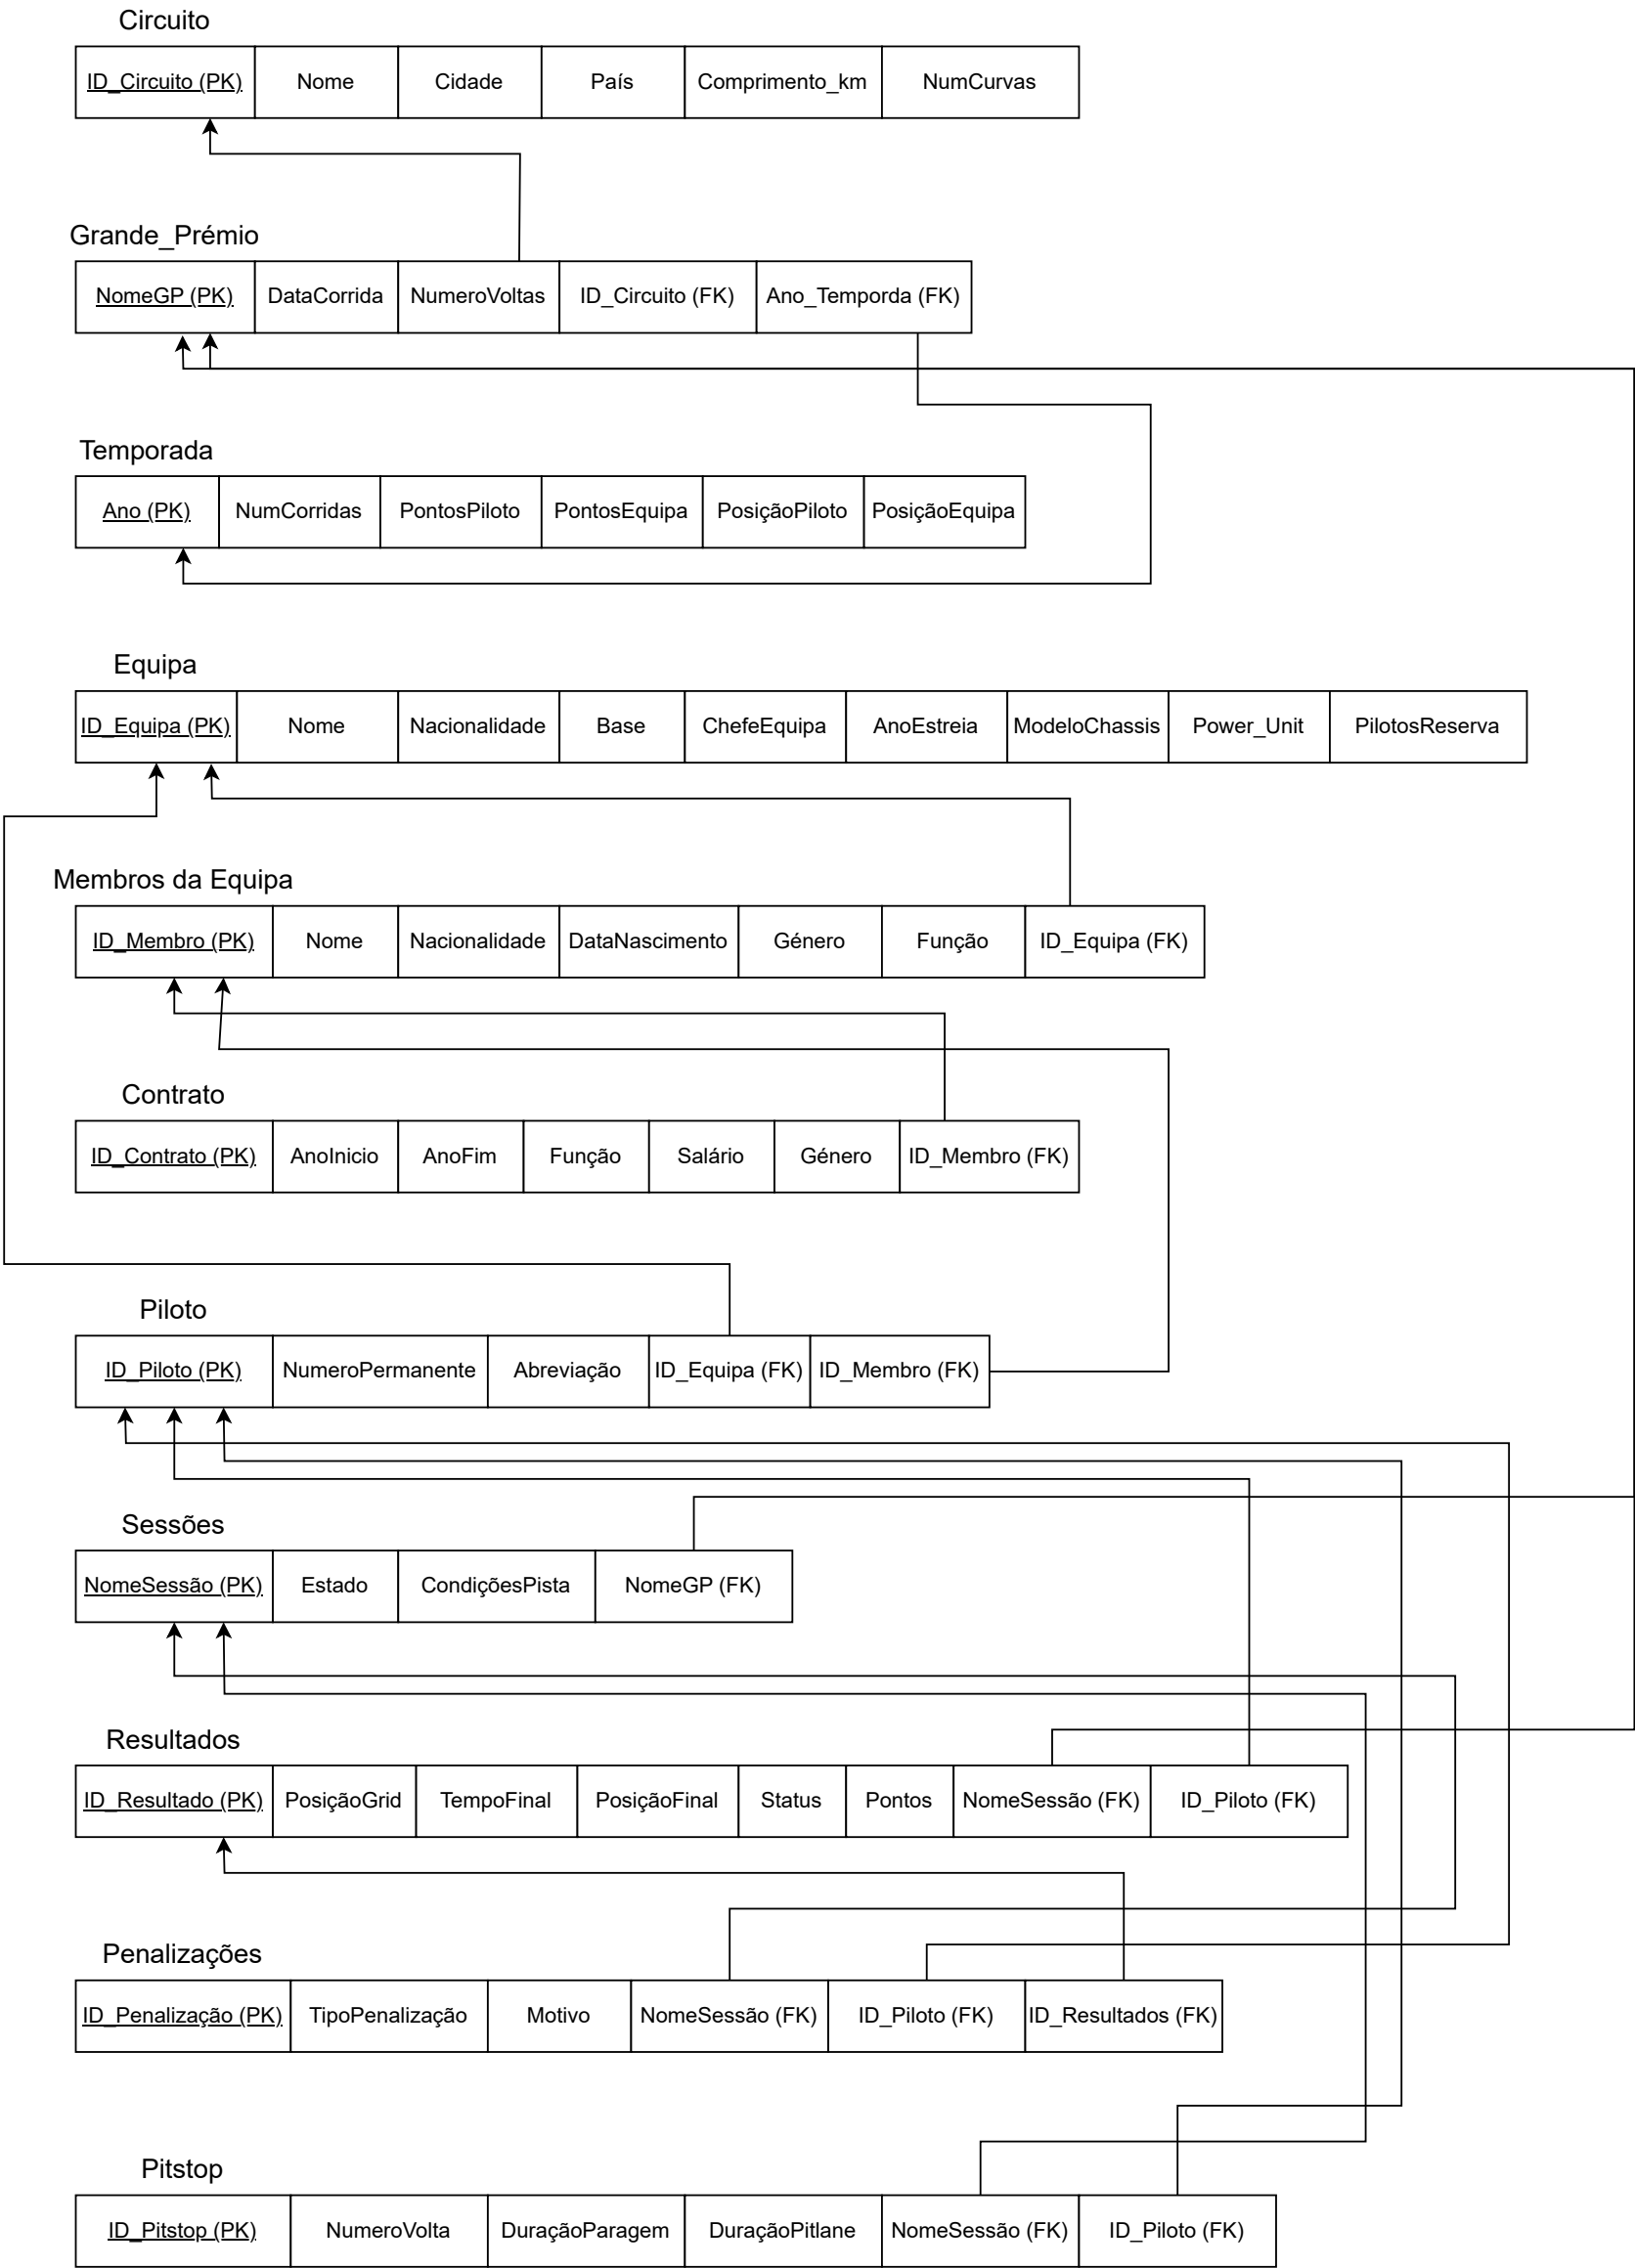 Circuito
ID_Circuito (PK) Nome Cidade País Comprimento_km NumCurvas
Grande_Prémio
NomeGP (PK) DataCorrida NumeroVoltas ID_Circuito (FK) Ano_Temporda (FK)
Temporada
Ano (PK) NumCorridas PontosPiloto PontosEquipa PosiçãoPiloto PosiçãoEquipa
Equipa
ID_Equipa (PK) Nome Nacionalidade Base ChefeEquipa AnoEstreia ModeloChassis Power_Unit PilotosReserva
Membros da Equipa
ID_Membro (PK) Nome Nacionalidade DataNascimento Género Função ID_Equipa (FK)
Contrato
ID_Contrato (PK) AnoInicio AnoFim Função Salário Género ID_Membro (FK)
Piloto
ID_Piloto (PK) NumeroPermanente Abreviação ID_Equipa (FK) ID_Membro (FK)
Sessões
NomeSessão (PK) Estado CondiçõesPista NomeGP (FK)
Resultados
ID_Resultado (PK) PosiçãoGrid TempoFinal PosiçãoFinal Status Pontos NomeSessão (FK) ID_Piloto (FK)
Penalizações
ID_Penalização (PK) TipoPenalização Motivo NomeSessão (FK) ID_Piloto (FK) ID_Resultados (FK)
Pitstop
ID_Pitstop (PK) NumeroVolta DuraçãoParagem DuraçãoPitlane NomeSessão (FK) ID_Piloto (FK)